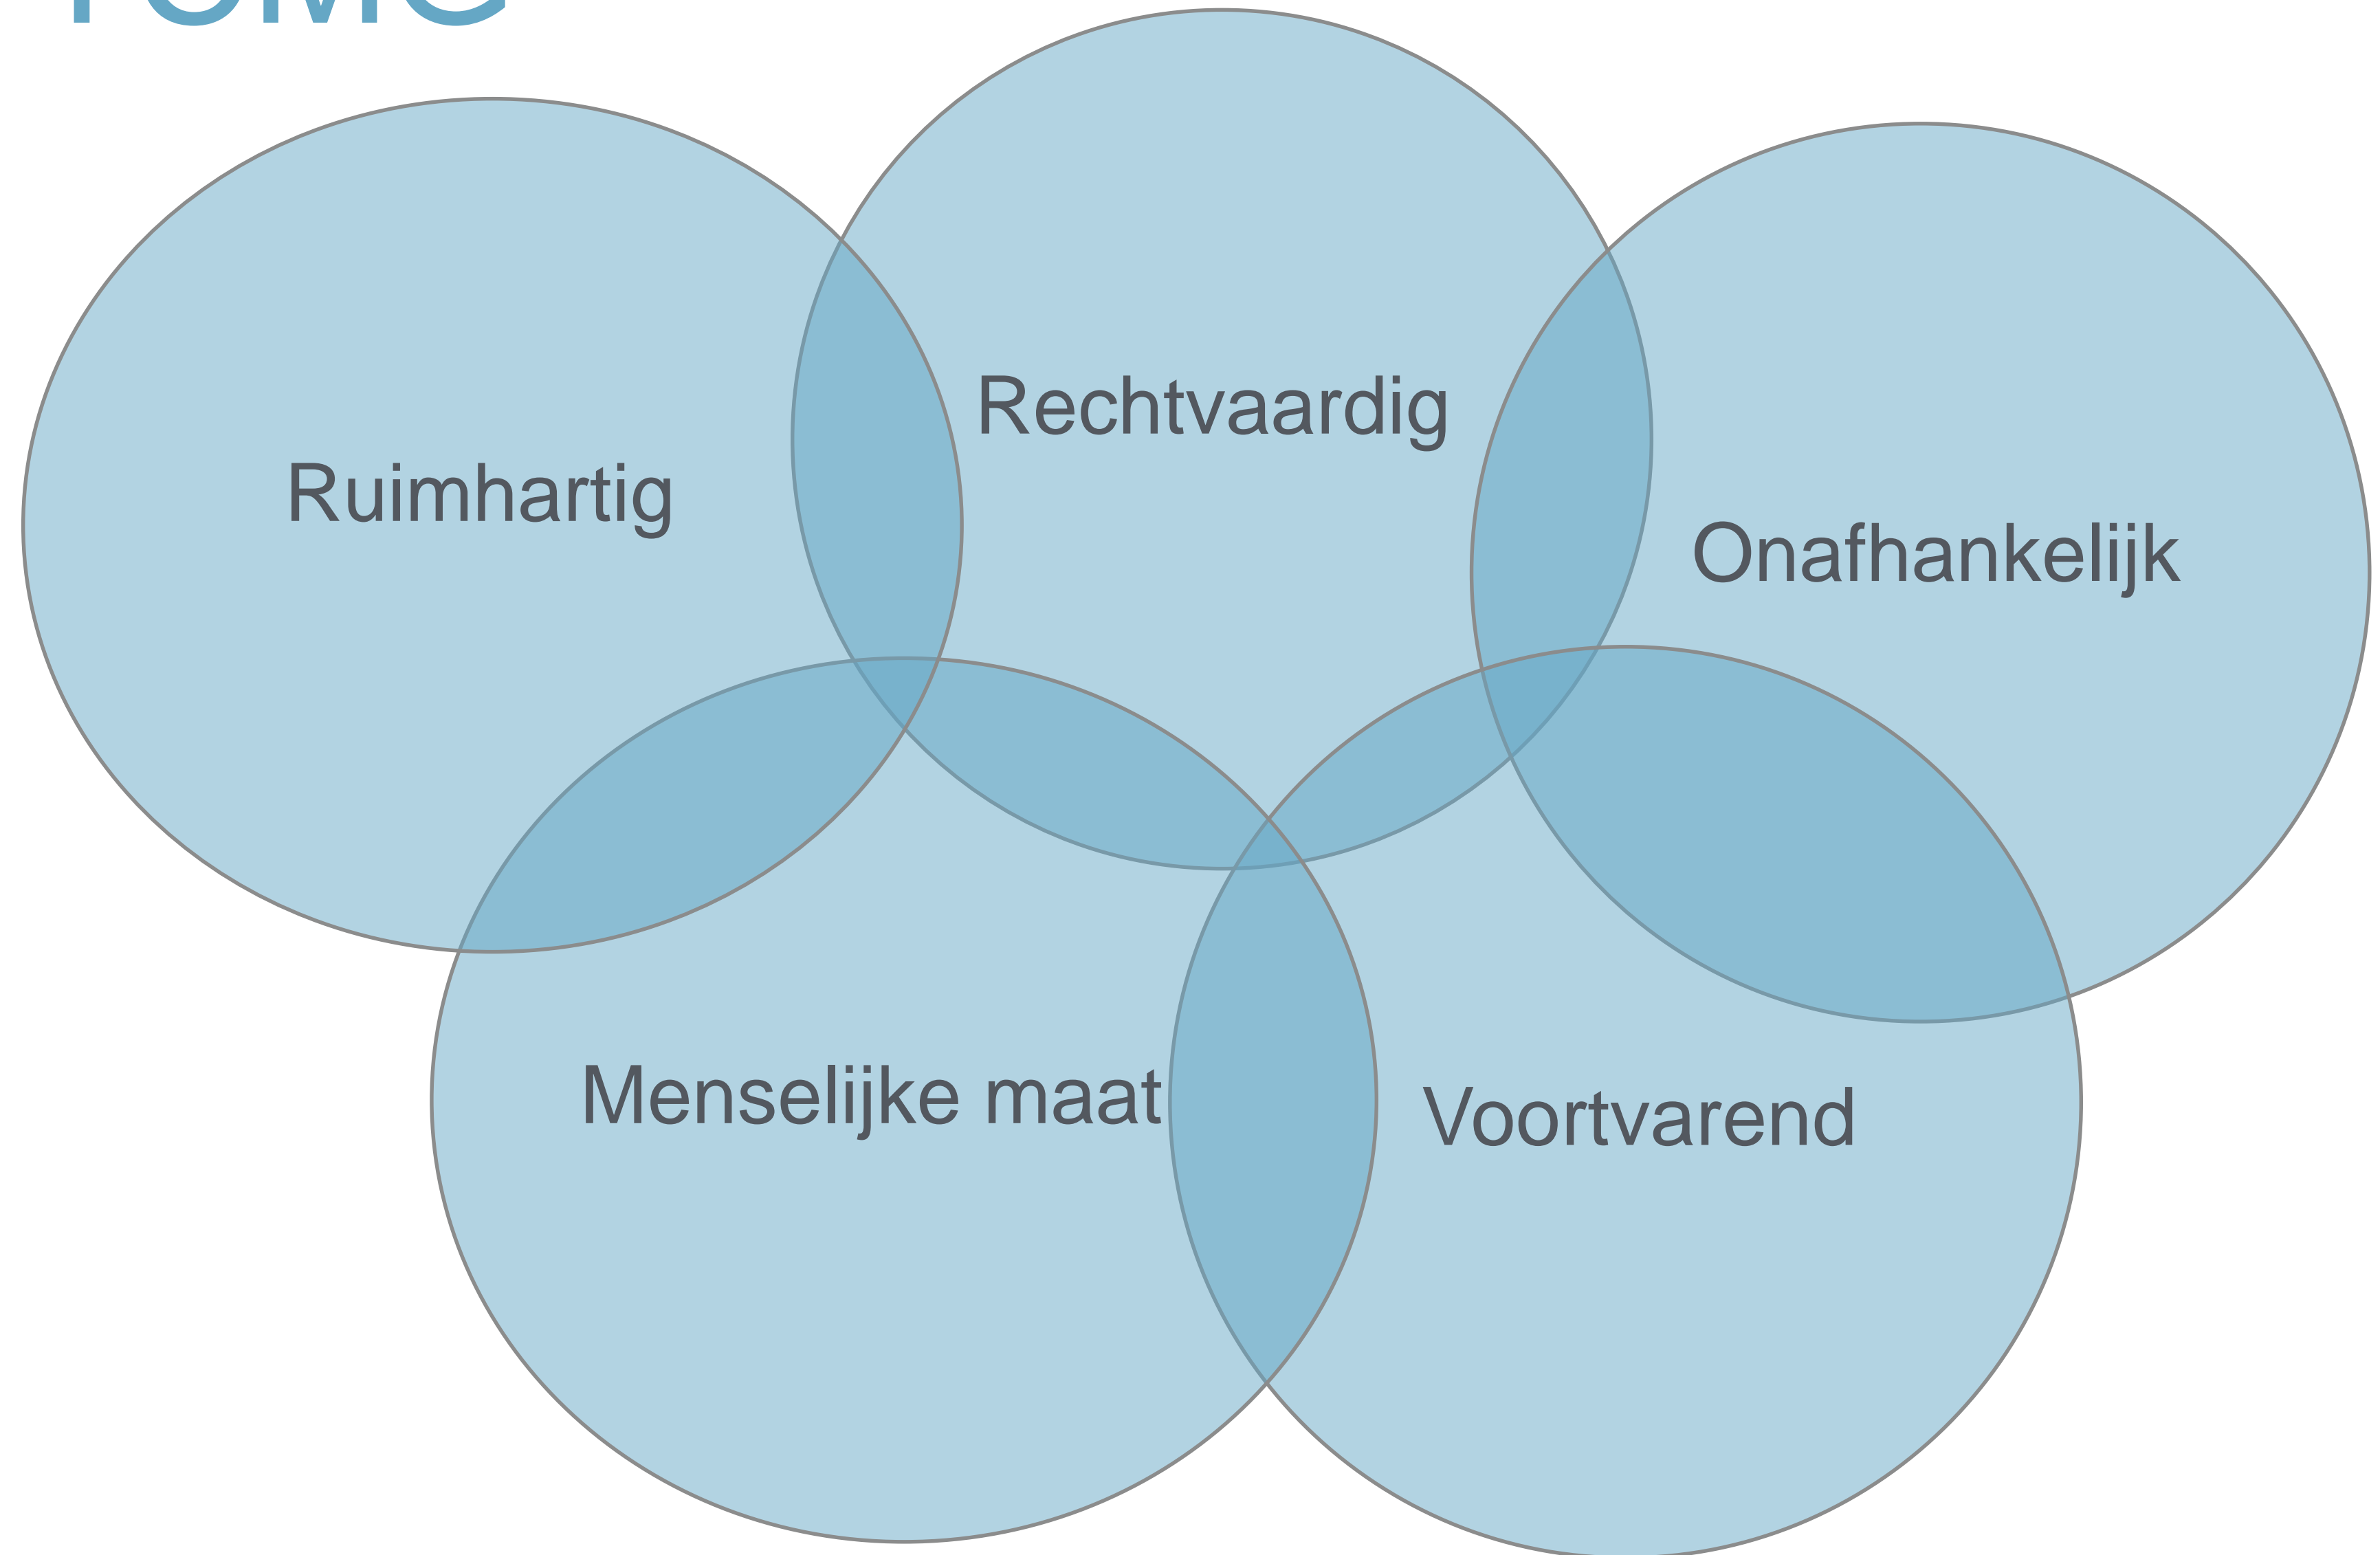 Rechtvaardig
Ruimhartig
Onafhankelijk
Menselijke maat
Voortvarend